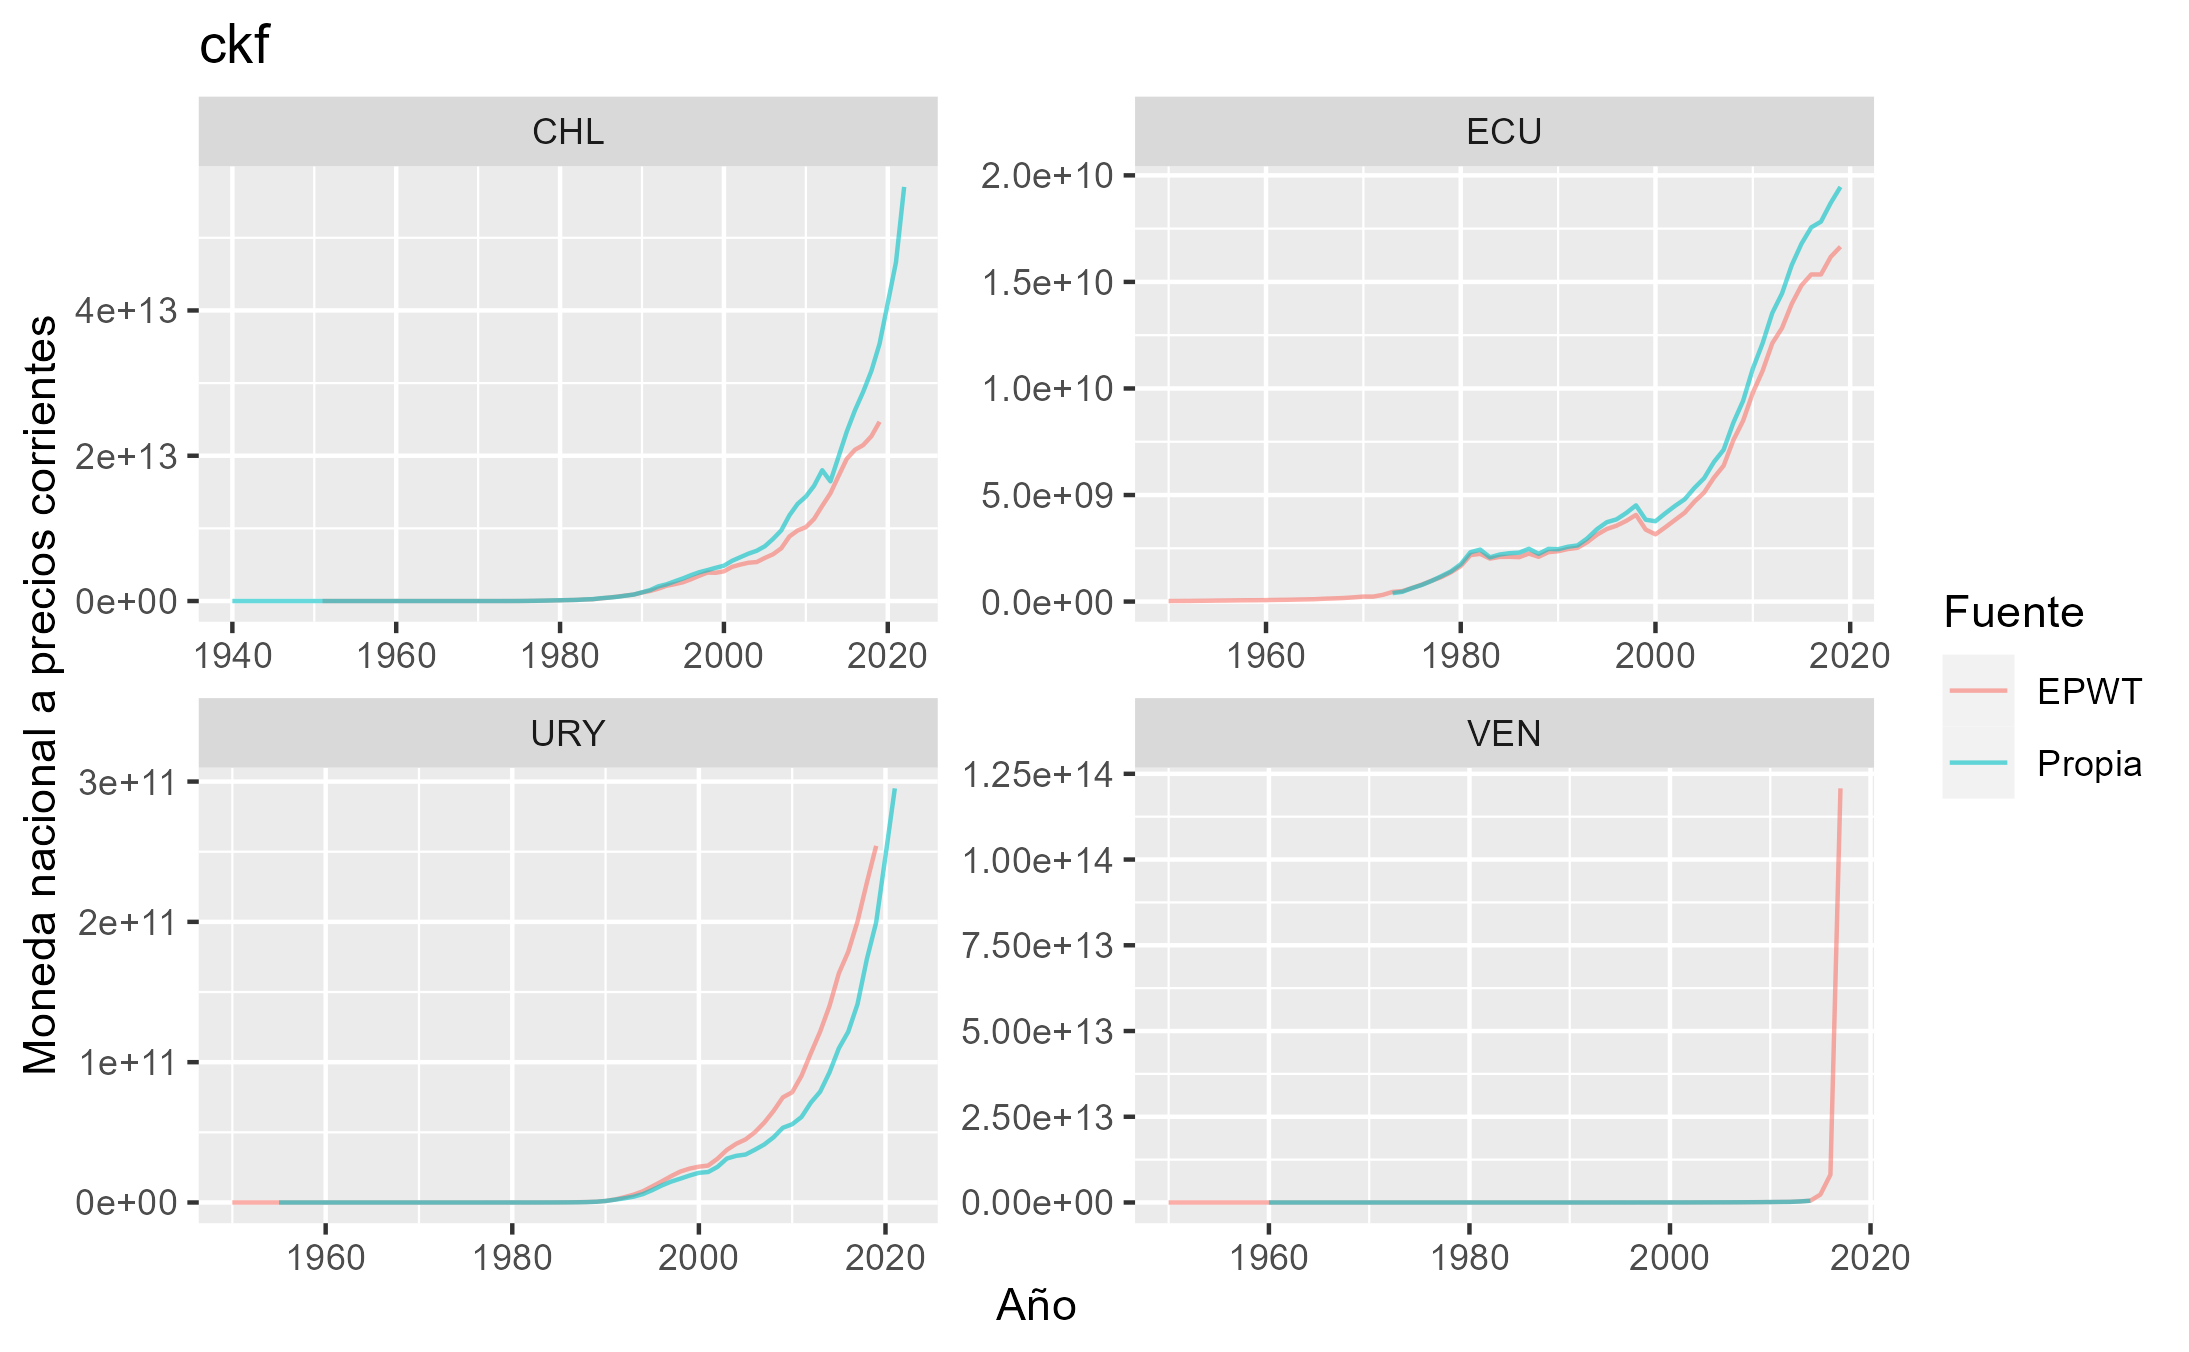 ckf
Moneda nacional a precios corrientes
CHL
4e+13
2e+13
0e+00
1940 1960 1980 2000 2020
ECU
2.0e+10
1.5e+10
1.0e+10
5.0e+09
0.0e+00
1960 1980 2000 2020
URY
3e+11
2e+11
1e+11
0e+00
1960 1980 2000 2020
VEN
1.25e+14
1.00e+14
7.50e+13
5.00e+13
2.50e+13
0.00e+00
1960 1980 2000 2020
Año
Fuente
EPWT
Propia